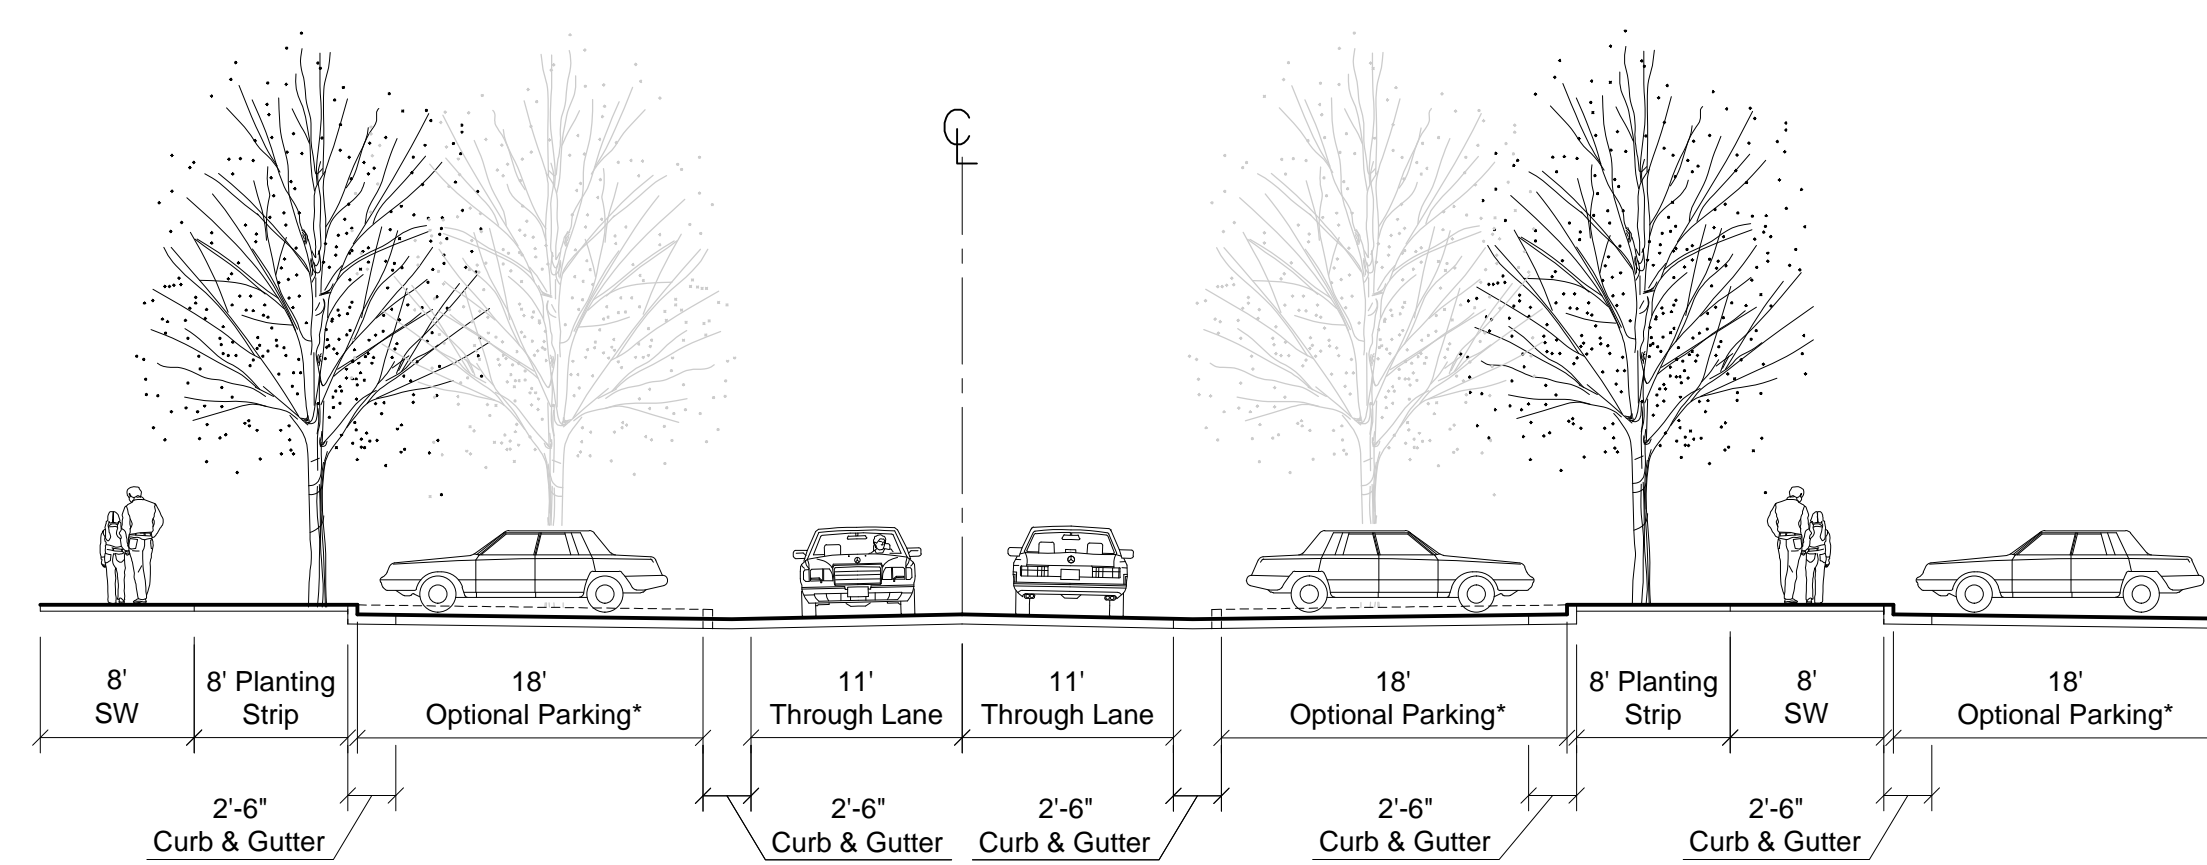 CL
8'
SW
8' Planting
Strip
18'
Optional Parking*
11'
Through Lane
11'
Through Lane
18'
Optional Parking*
8' Planting
Strip
8'
SW
18'
Optional Parking*
2'-6"
Curb & Gutter
2'-6"
Curb & Gutter
2'-6"
Curb & Gutter
2'-6"
Curb & Gutter
2'-6"
Curb & Gutter